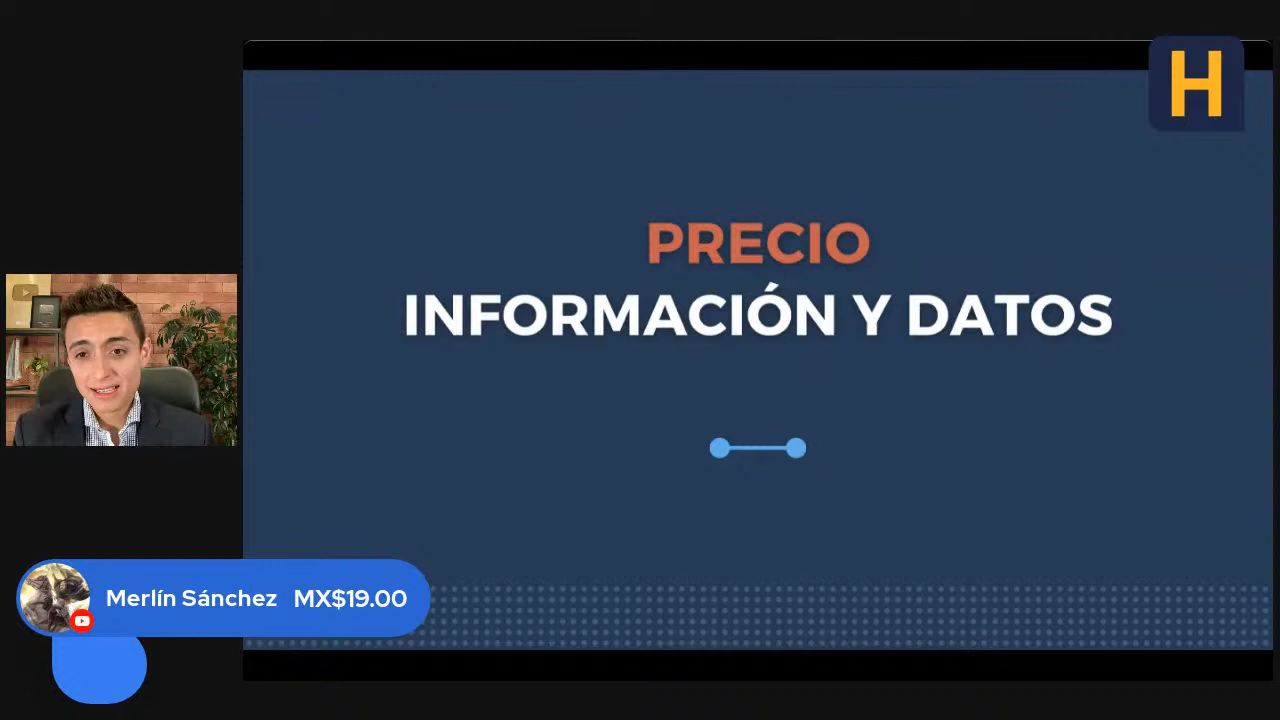 H
PRECIO
INFORMACIÓN Y DATOS
Merlín Sánchez MX$19.00